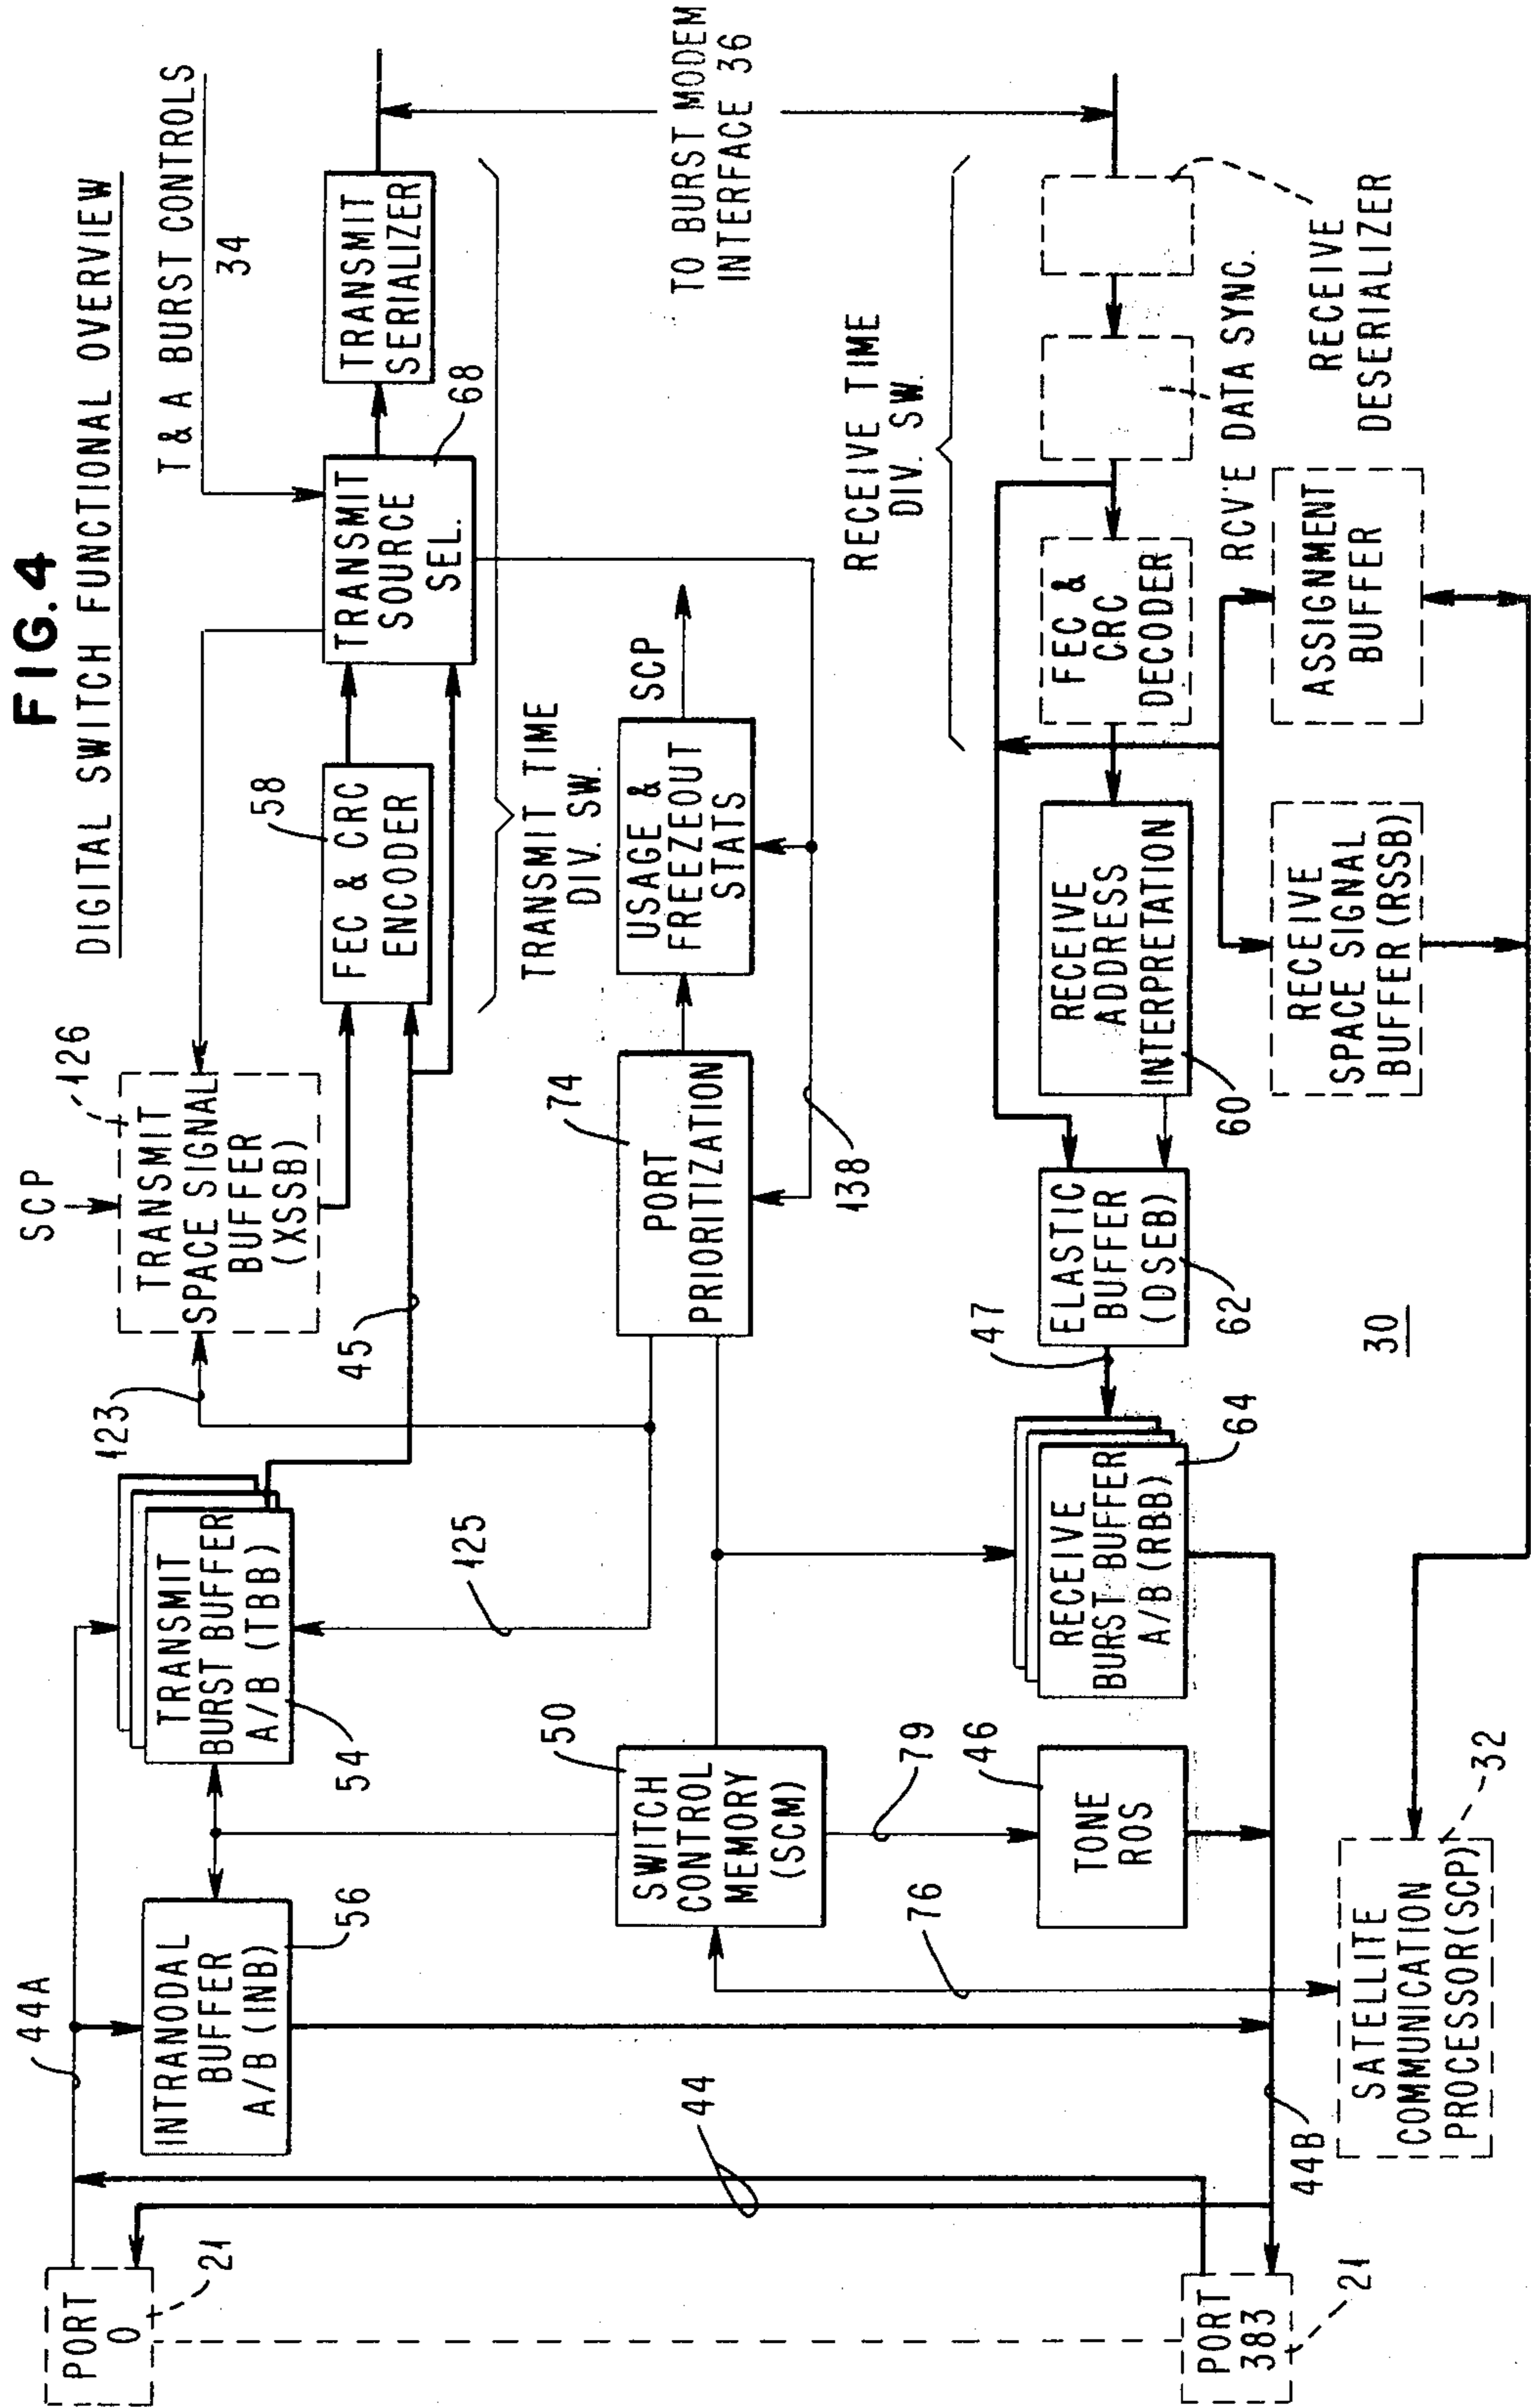 FIG.4
DIGITAL SWITCH FUNCTIONAL OVERVIEW
T & A BURST CONTROLS
34
SCP
126
TRANSMIT
SPACE SIGNAL
BUFFER
(XSSB)
123
44A
PORT
0
21
INTRANODAL
BUFFER
A/B (INB)
56
TRANSMIT
BURST BUFFER
A/B (TBB)
54
45
58
FEC & CRC
ENCODER
TRANSMIT
SOURCE
SEL.
68
TRANSMIT
SERIALIZER
TRANSMIT TIME
DIV. SW.
125
50
SWITCH
CONTROL
MEMORY
(SCM)
74
PORT
PRIORITIZATION
USAGE &
FREEZEOUT
STATS
SCP
138
TO BURST MODEM
INTERFACE 36
44
76
79
46
TONE
ROS
RECEIVE
BURST BUFFER
A/B (RBB)
64
47
ELASTIC
BUFFER
(DSEB)
62
RECEIVE
ADDRESS
INTERPRETATION
60
RECEIVE TIME
DIV. SW.
FEC &
CRC
DECODER
RCV'E DATA SYNC.
RECEIVE
DESERIALIZER
PORT
383
21
44B
SATELLITE
COMMUNICATION
PROCESSOR(SCP)
32
30
RECEIVE
SPACE SIGNAL
BUFFER (RSSB)
ASSIGNMENT
BUFFER